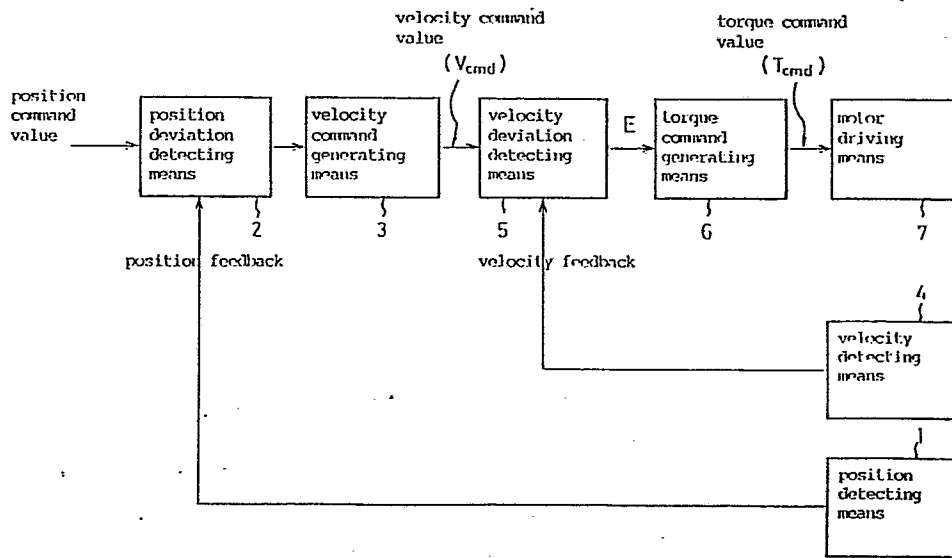 velocity command
value
(Vcmd)
torque command
value
(Tcmd)
position
command
value
position
deviation
detecting
means
velocity
command
generating
means
velocity
deviation
detecting
means
E
torque
command
generating
means
motor
driving
means
2
3
5
6
7
position feedback
velocity feedback
4
velocity
detecting
means
1
position
detecting
means